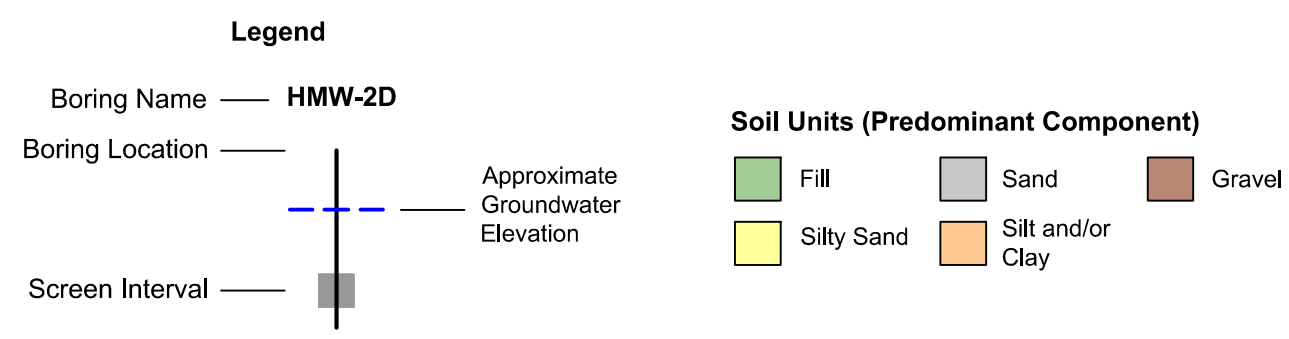 Legend
Boring Name
HMW-2D
Boring Location
Approximate
Groundwater
Elevation
Screen Interval
Soil Units (Predominant Component)
Fill
Sand
Gravel
Silty Sand
Silt and/or
Clay